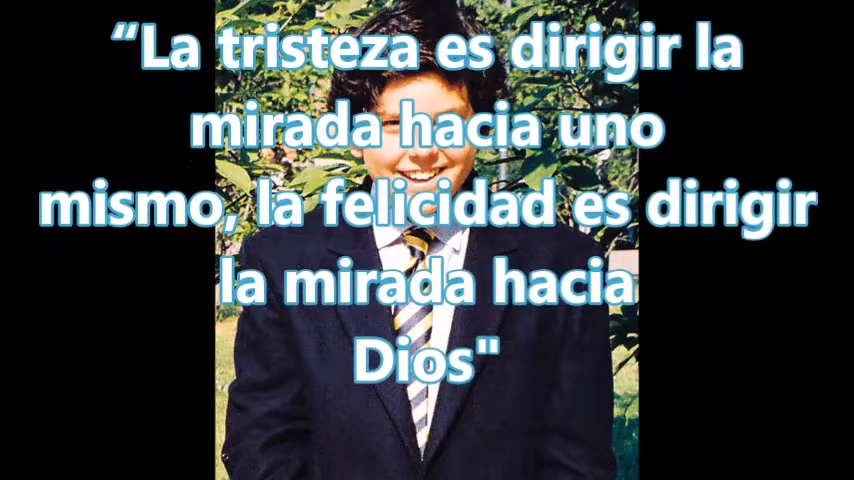 “La tristeza es dirigir la
mirada hacia uno
mismo, la felicidad es dirigir
la mirada hacia
Dios"